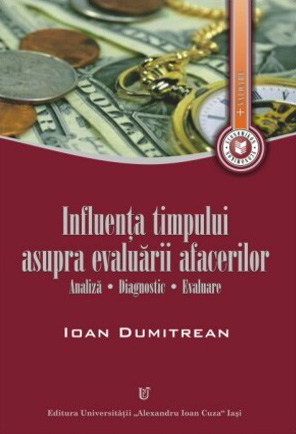 Influența timpului
asupra evaluării afacerilor
Analiză • Diagnostic • Evaluare
IOAN DUMITREAN
Editura Universității „Alexandru Ioan Cuza" Iași